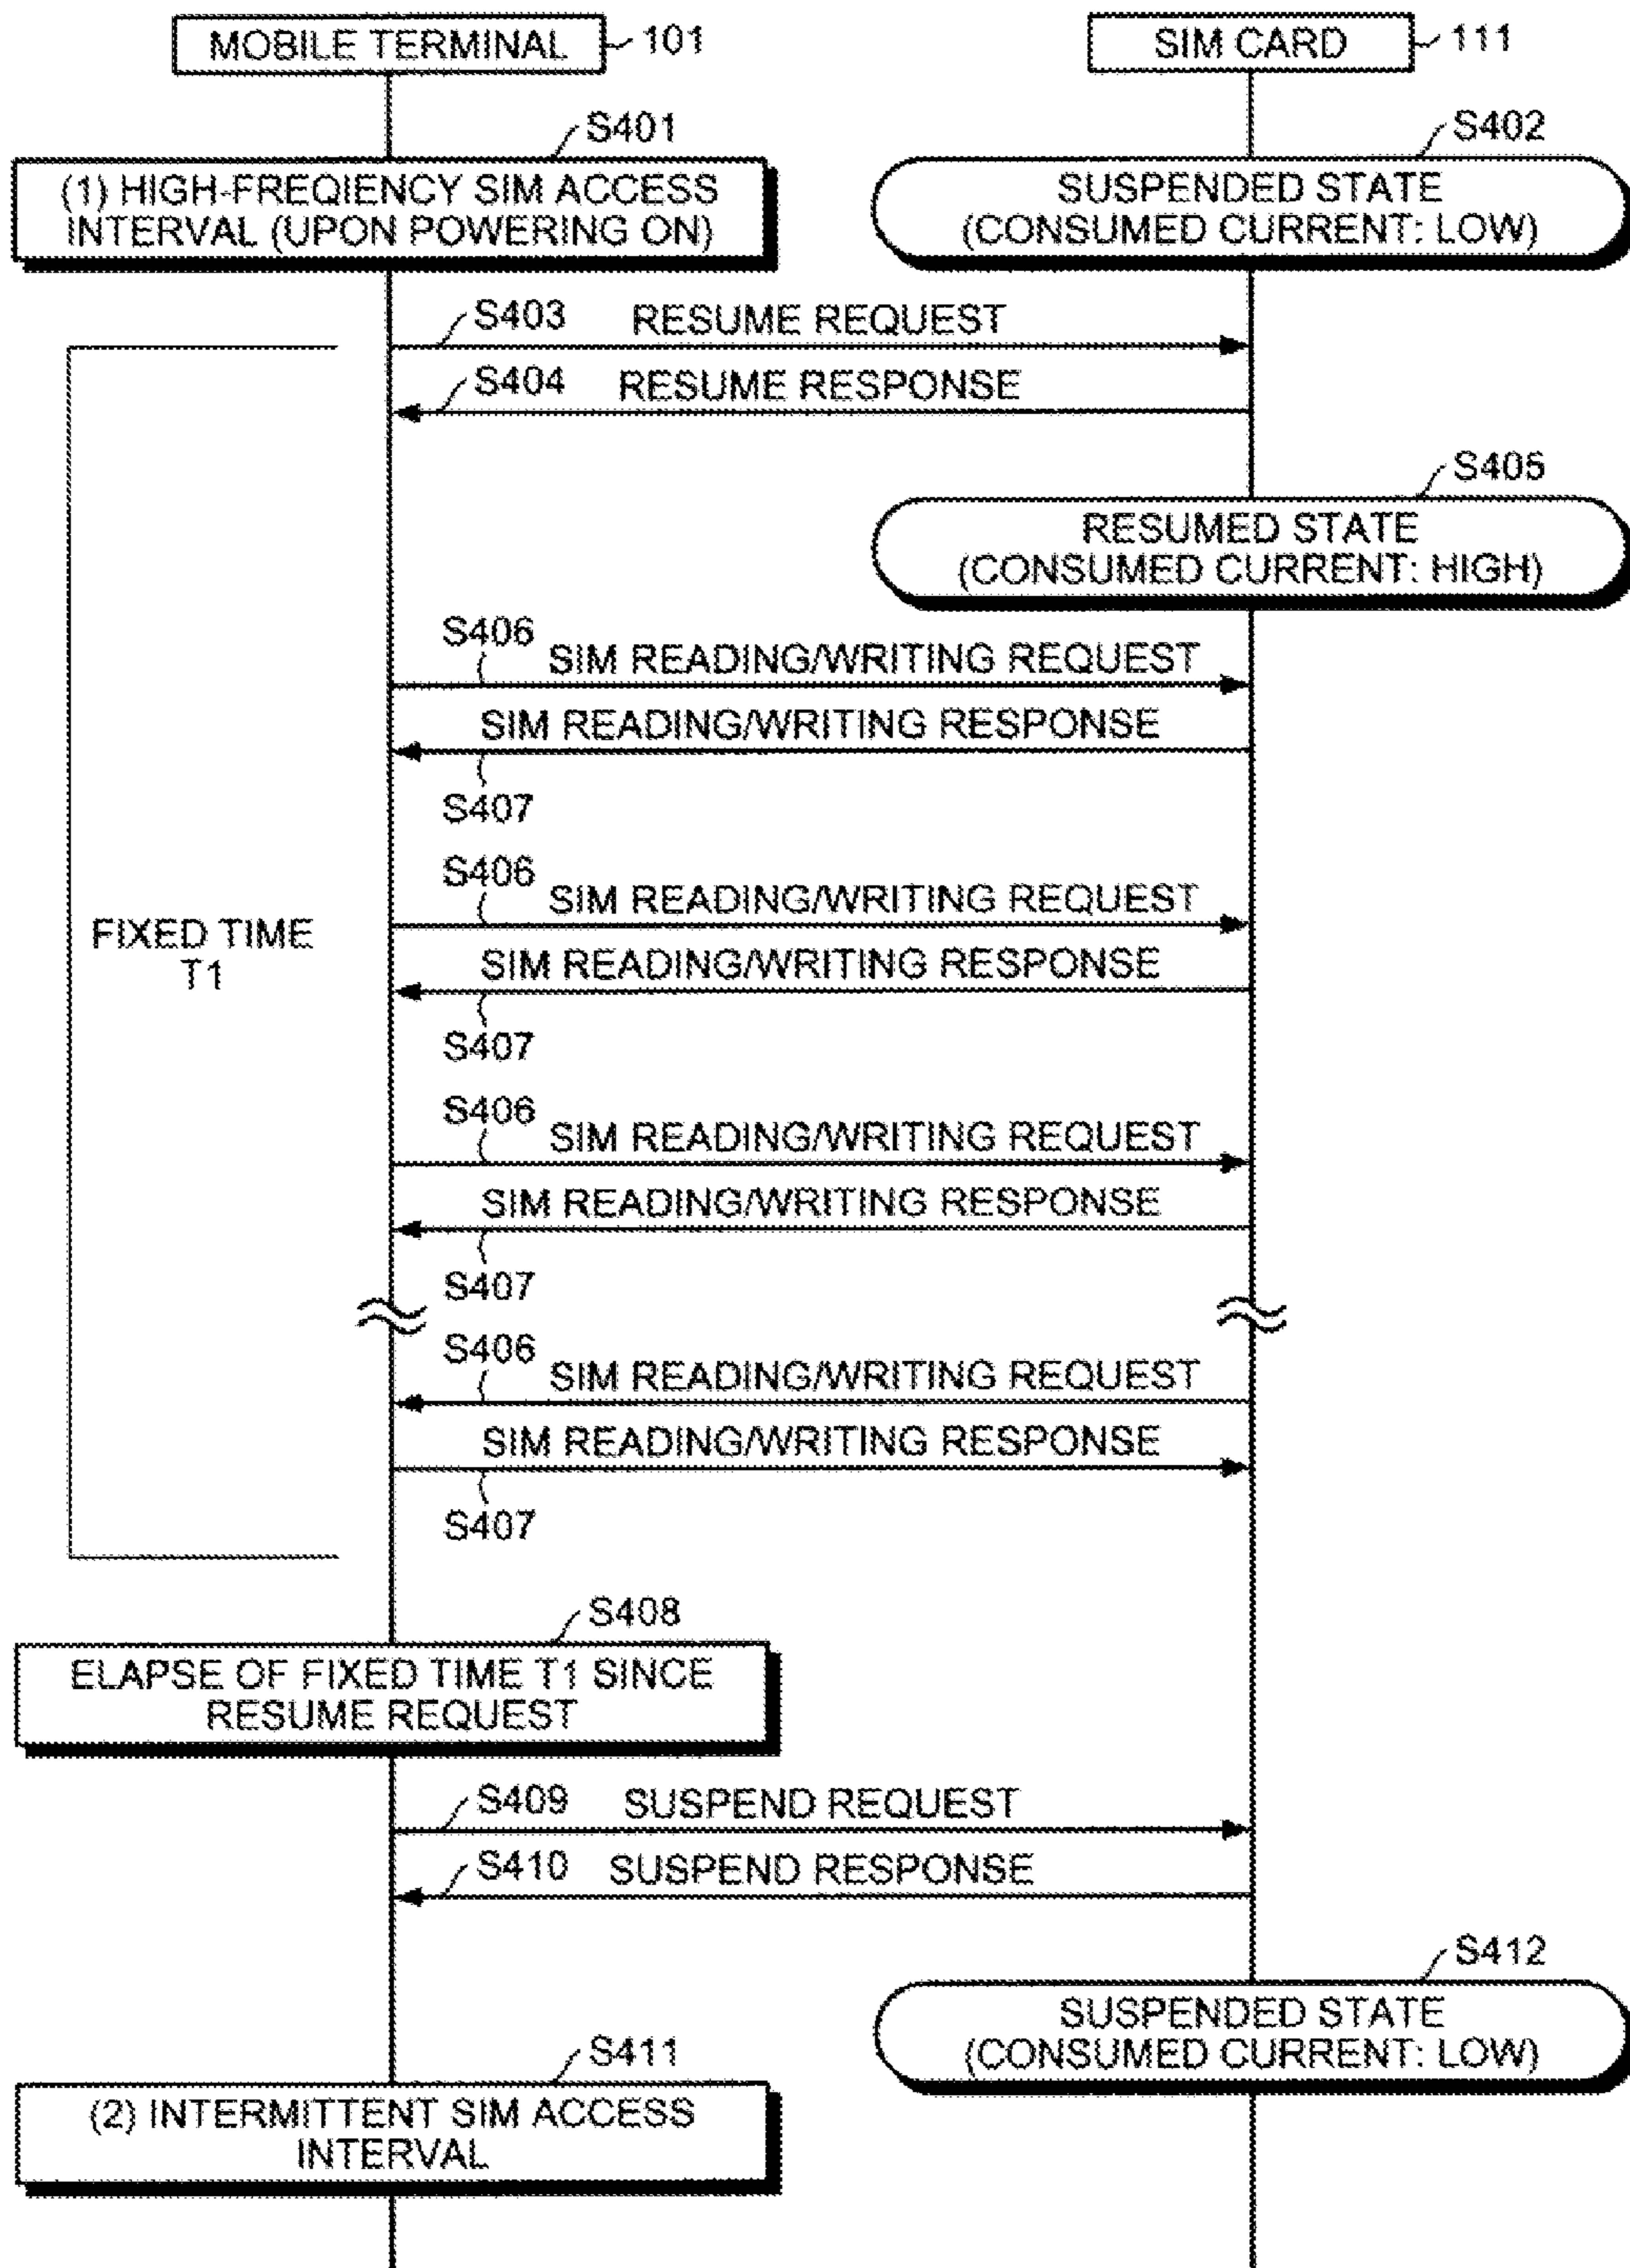 MOBILE TERMINAL 101
SIM CARD 111
S401
S402
(1) HIGH-FREQIENCY SIM ACCESS
INTERVAL (UPON POWERING ON)
SUSPENDED STATE
(CONSUMED CURRENT: LOW)
S403 RESUME REQUEST
S404 RESUME RESPONSE
S405
RESUMED STATE
(CONSUMED CURRENT: HIGH)
S406
SIM READING/WRITING REQUEST
SIM READING/WRITING RESPONSE
S407
S406
SIM READING/WRITING REQUEST
FIXED TIME
T1
SIM READING/WRITING RESPONSE
S407
S406
SIM READING/WRITING REQUEST
SIM READING/WRITING RESPONSE
S407
S406
SIM READING/WRITING REQUEST
SIM READING/WRITING RESPONSE
S407
S408
ELAPSE OF FIXED TIME T1 SINCE
RESUME REQUEST
S409 SUSPEND REQUEST
S410 SUSPEND RESPONSE
S412
SUSPENDED STATE
(CONSUMED CURRENT: LOW)
S411
(2) INTERMITTENT SIM ACCESS
INTERVAL